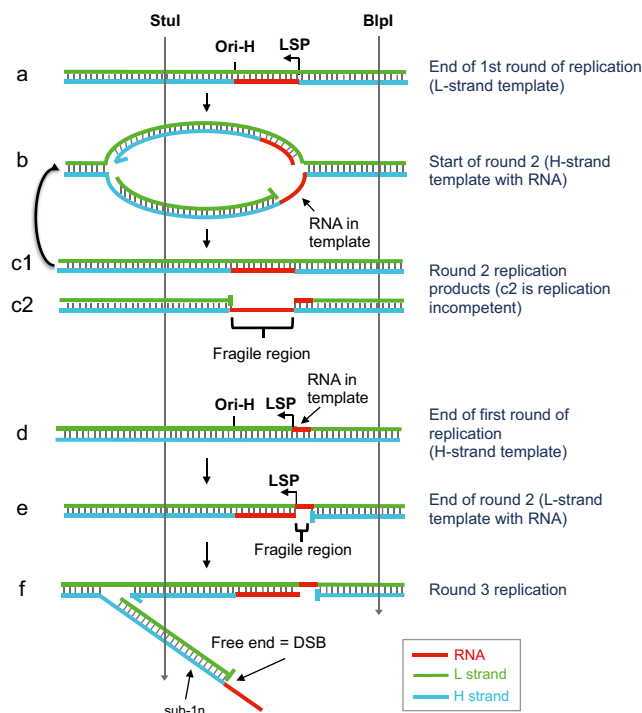 StuI
BlpI
Ori-H
LSP
a
End of 1st round of replication
(L-strand template)
b
Start of round 2 (H-strand
template with RNA)
RNA in
template
c1
Round 2 replication
products (c2 is replication
incompetent)
c2
Fragile region
RNA in
template
Ori-H
LSP
d
End of first round of
replication
(H-strand template)
LSP
e
End of round 2 (L-strand
template with RNA)
Fragile region
f
Round 3 replication
Free end = DSB
sub-1n
RNA
L strand
H strand